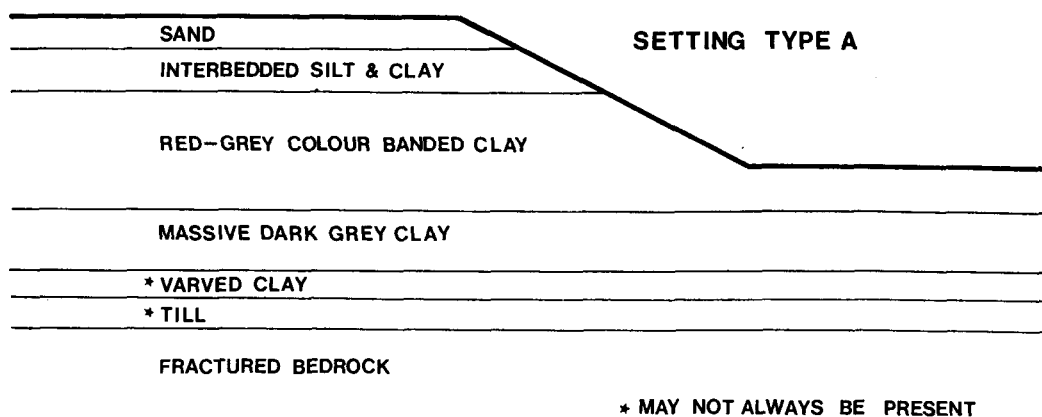 SAND
SETTING TYPE A
INTERBEDDED SILT & CLAY
RED-GREY COLOUR BANDED CLAY
MASSIVE DARK GREY CLAY
* VARVED CLAY
* TILL
FRACTURED BEDROCK
* MAY NOT ALWAYS BE PRESENT